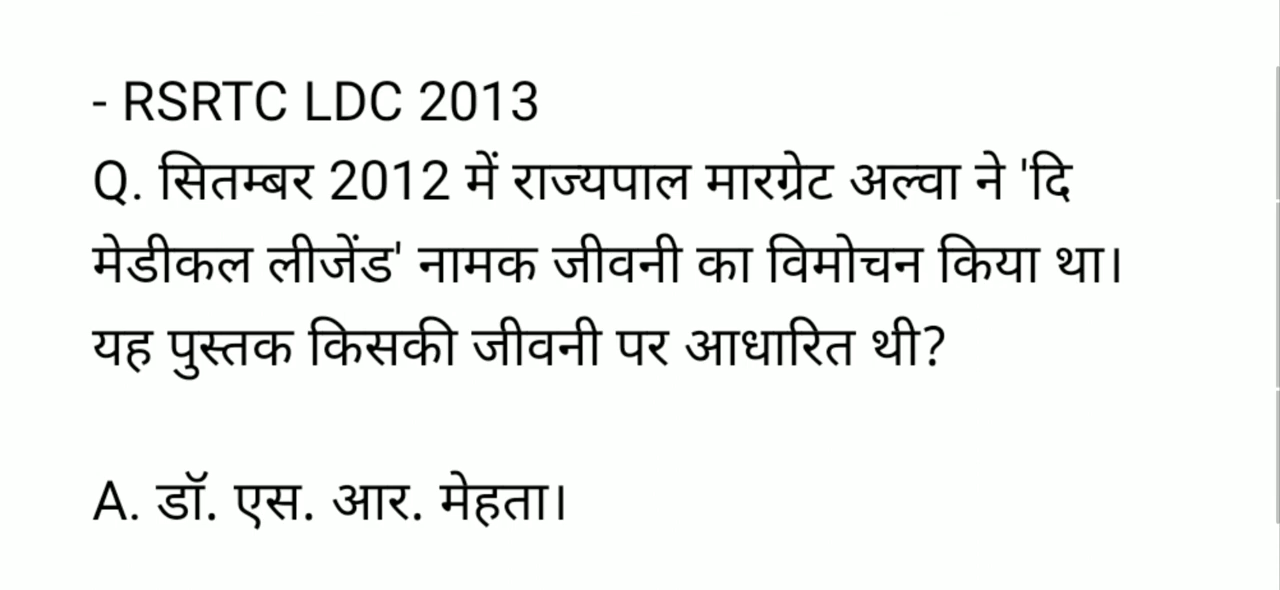 - RSRTC LDC 2013
Q. सितम्बर 2012 में राज्यपाल मारग्रेट अल्वा ने 'दि
मेडीकल लीजेंड' नामक जीवनी का विमोचन किया था।
यह पुस्तक किसकी जीवनी पर आधारित थी?
A. डॉ. एस. आर. मेहता।